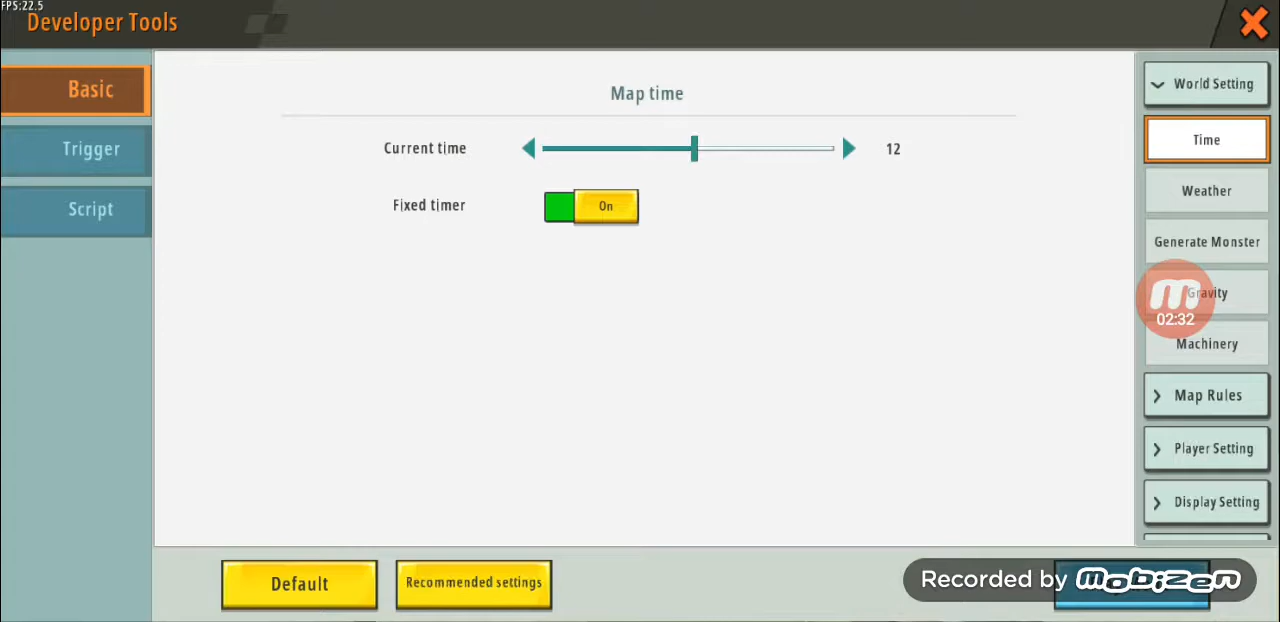 FPS:22.5
Developer Tools
Basic
Trigger
Script
Map time
Current time
12
Fixed timer
On
World Setting
Time
Weather
Generate Monster
Gravity
02:32
Machinery
Map Rules
Player Setting
Display Setting
Default
Recommended settings
Recorded by Mobizen